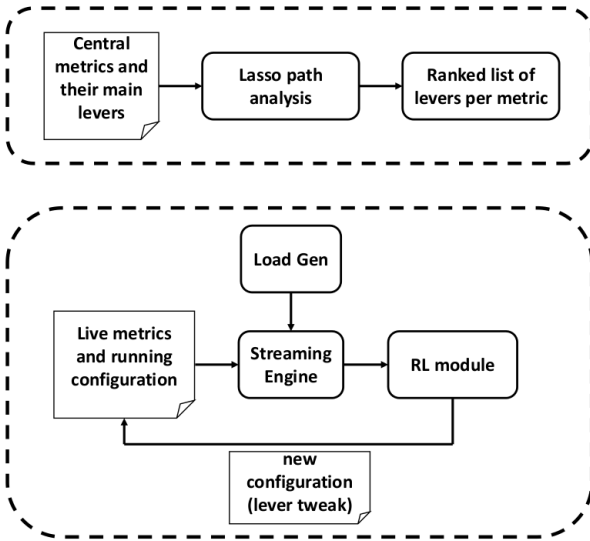 Central
metrics and
their main
levers
Lasso path
analysis
Ranked list of
levers per metric
Load Gen
Live metrics
and running
configuration
Streaming
Engine
RL module
new
configuration
(lever tweak)